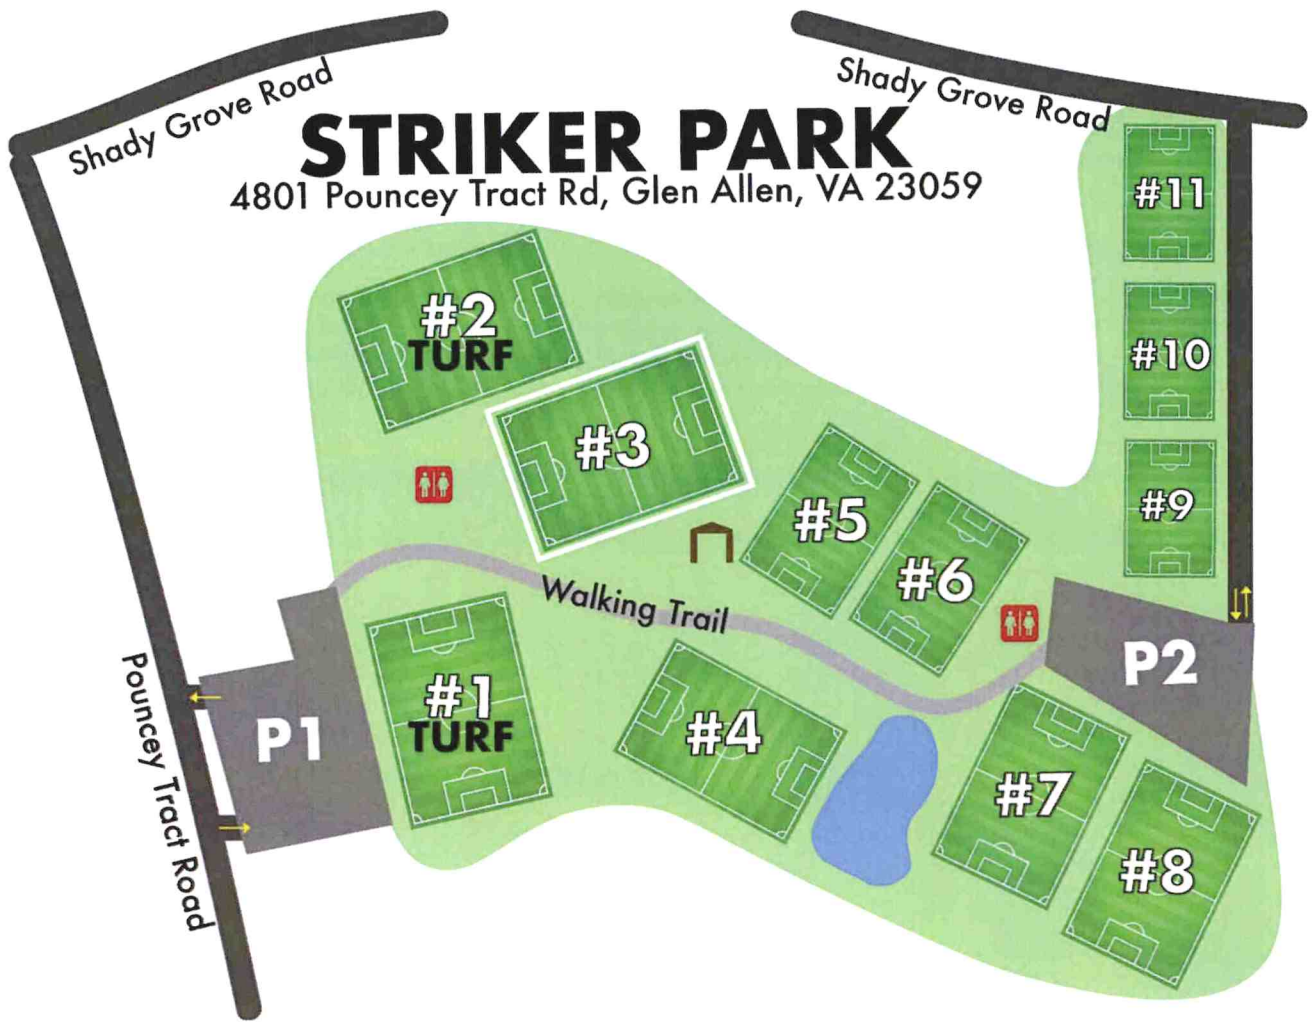 Shady Grove Road
Shady Grove Road
STRIKER PARK
4801 Pouncey Tract Rd, Glen Allen, VA 23059
#11
#2
TURF
#10
#3
#9
#5
#6
Walking Trail
P2
#1
TURF
#4
P1
#7
#8
Pouncey Tract Road